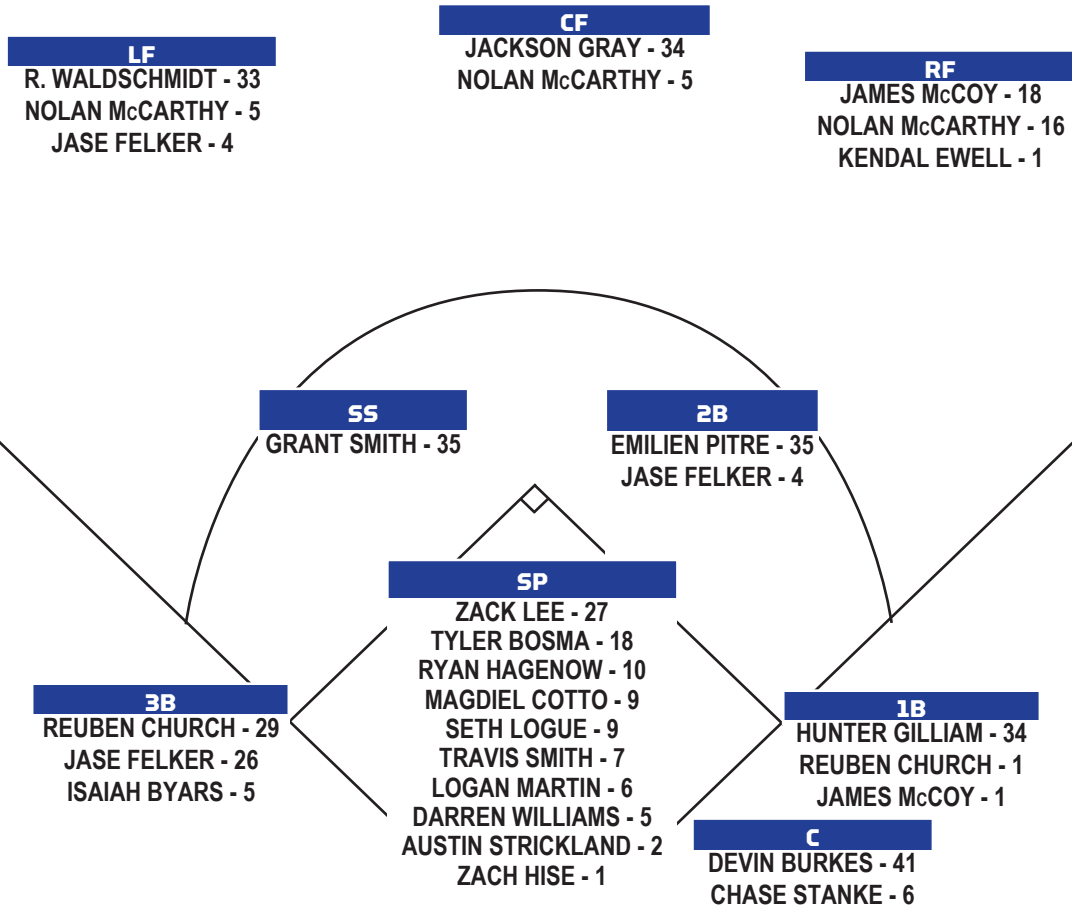 CF
JACKSON GRAY - 34
NOLAN McCARTHY - 5
LF
R. WALDSCHMIDT - 33
NOLAN McCARTHY - 5
JASE FELKER - 4
RF
JAMES McCOY - 18
NOLAN McCARTHY - 16
KENDAL EWELL - 1
SS
GRANT SMITH - 35
2B
EMILIEN PITRE - 35
JASE FELKER - 4
SP
ZACK LEE - 27
TYLER BOSMA - 18
RYAN HAGENOW - 10
MAGDIEL COTTO - 9
SETH LOGUE - 9
TRAVIS SMITH - 7
LOGAN MARTIN - 6
DARREN WILLIAMS - 5
AUSTIN STRICKLAND - 2
ZACH HISE - 1
3B
REUBEN CHURCH - 29
JASE FELKER - 26
ISAIAH BYARS - 5
1B
HUNTER GILLIAM - 34
REUBEN CHURCH - 1
JAMES McCOY - 1
C
DEVIN BURKES - 41
CHASE STANKE - 6